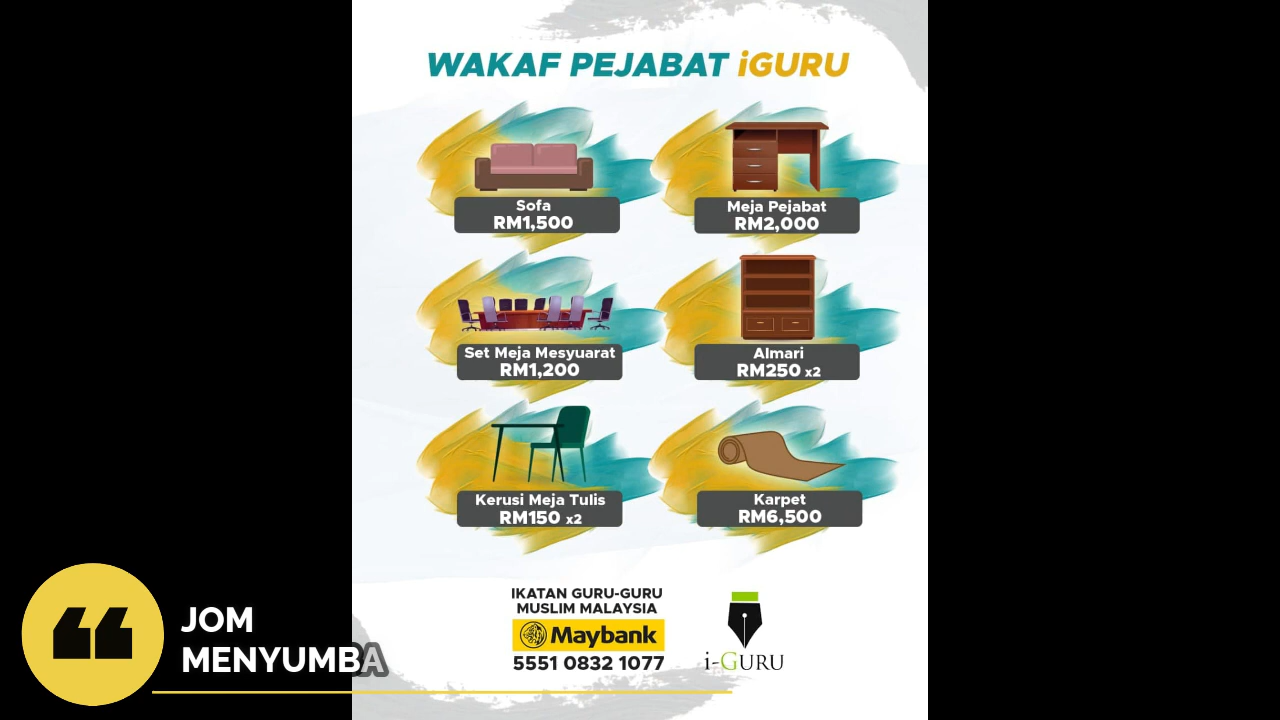 WAKAF PEJABAT iGURU
Sofa
RM1,500
Meja Pejabat
RM2,000
Set Meja Mesyuarat
RM1,200
Almari
RM250 x2
Kerusi Meja Tulis
RM150 x2
Karpet
RM6,500
IKATAN GURU-GURU
MUSLIM MALAYSIA
Maybank
5551 0832 1077
i-GURU
JOM
MENYUMBA